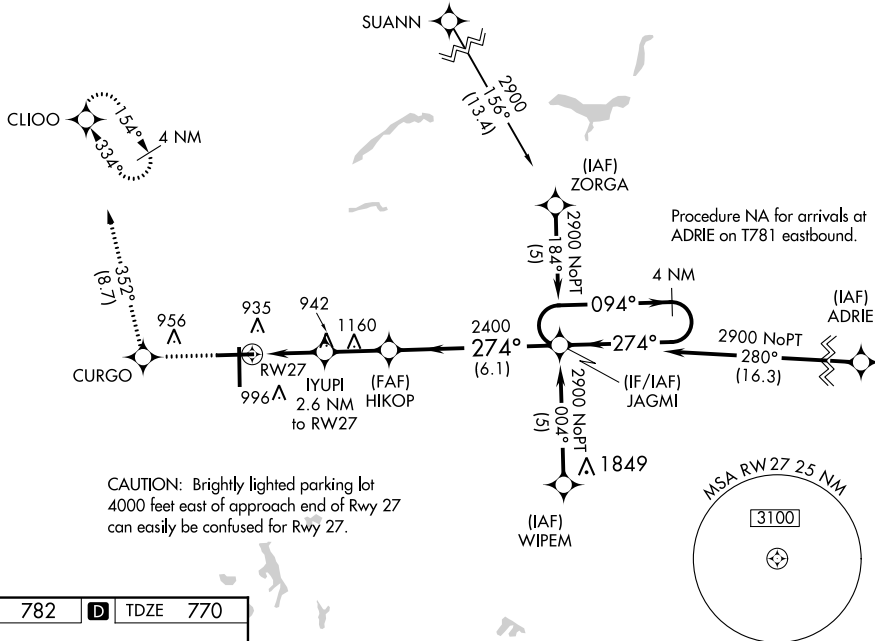 SUANN
2900
156°
(13.4)
CLIOO
154°
334°
4 NM
(IAF)
ZORGA
2900 NoPT
184°
(5)
Procedure NA for arrivals at
ADRIE on T781 eastbound.
4 NM
094°
(IAF)
ADRIE
352°
(8.7)
956
935
942
1160
2400
274°
(6.1)
274°
2900 NoPT
280°
(16.3)
CURGO
RW27
996
IYUPI
2.6 NM
to RW27
(FAF)
HIKOP
(IF/IAF)
JAGMI
2900 NoPT
004°
(5)
1849
(IAF)
WIPEM
CAUTION: Brightly lighted parking lot
4000 feet east of approach end of Rwy 27
can easily be confused for Rwy 27.
MSA RW27 25 NM
3100
782 D TDZE 770